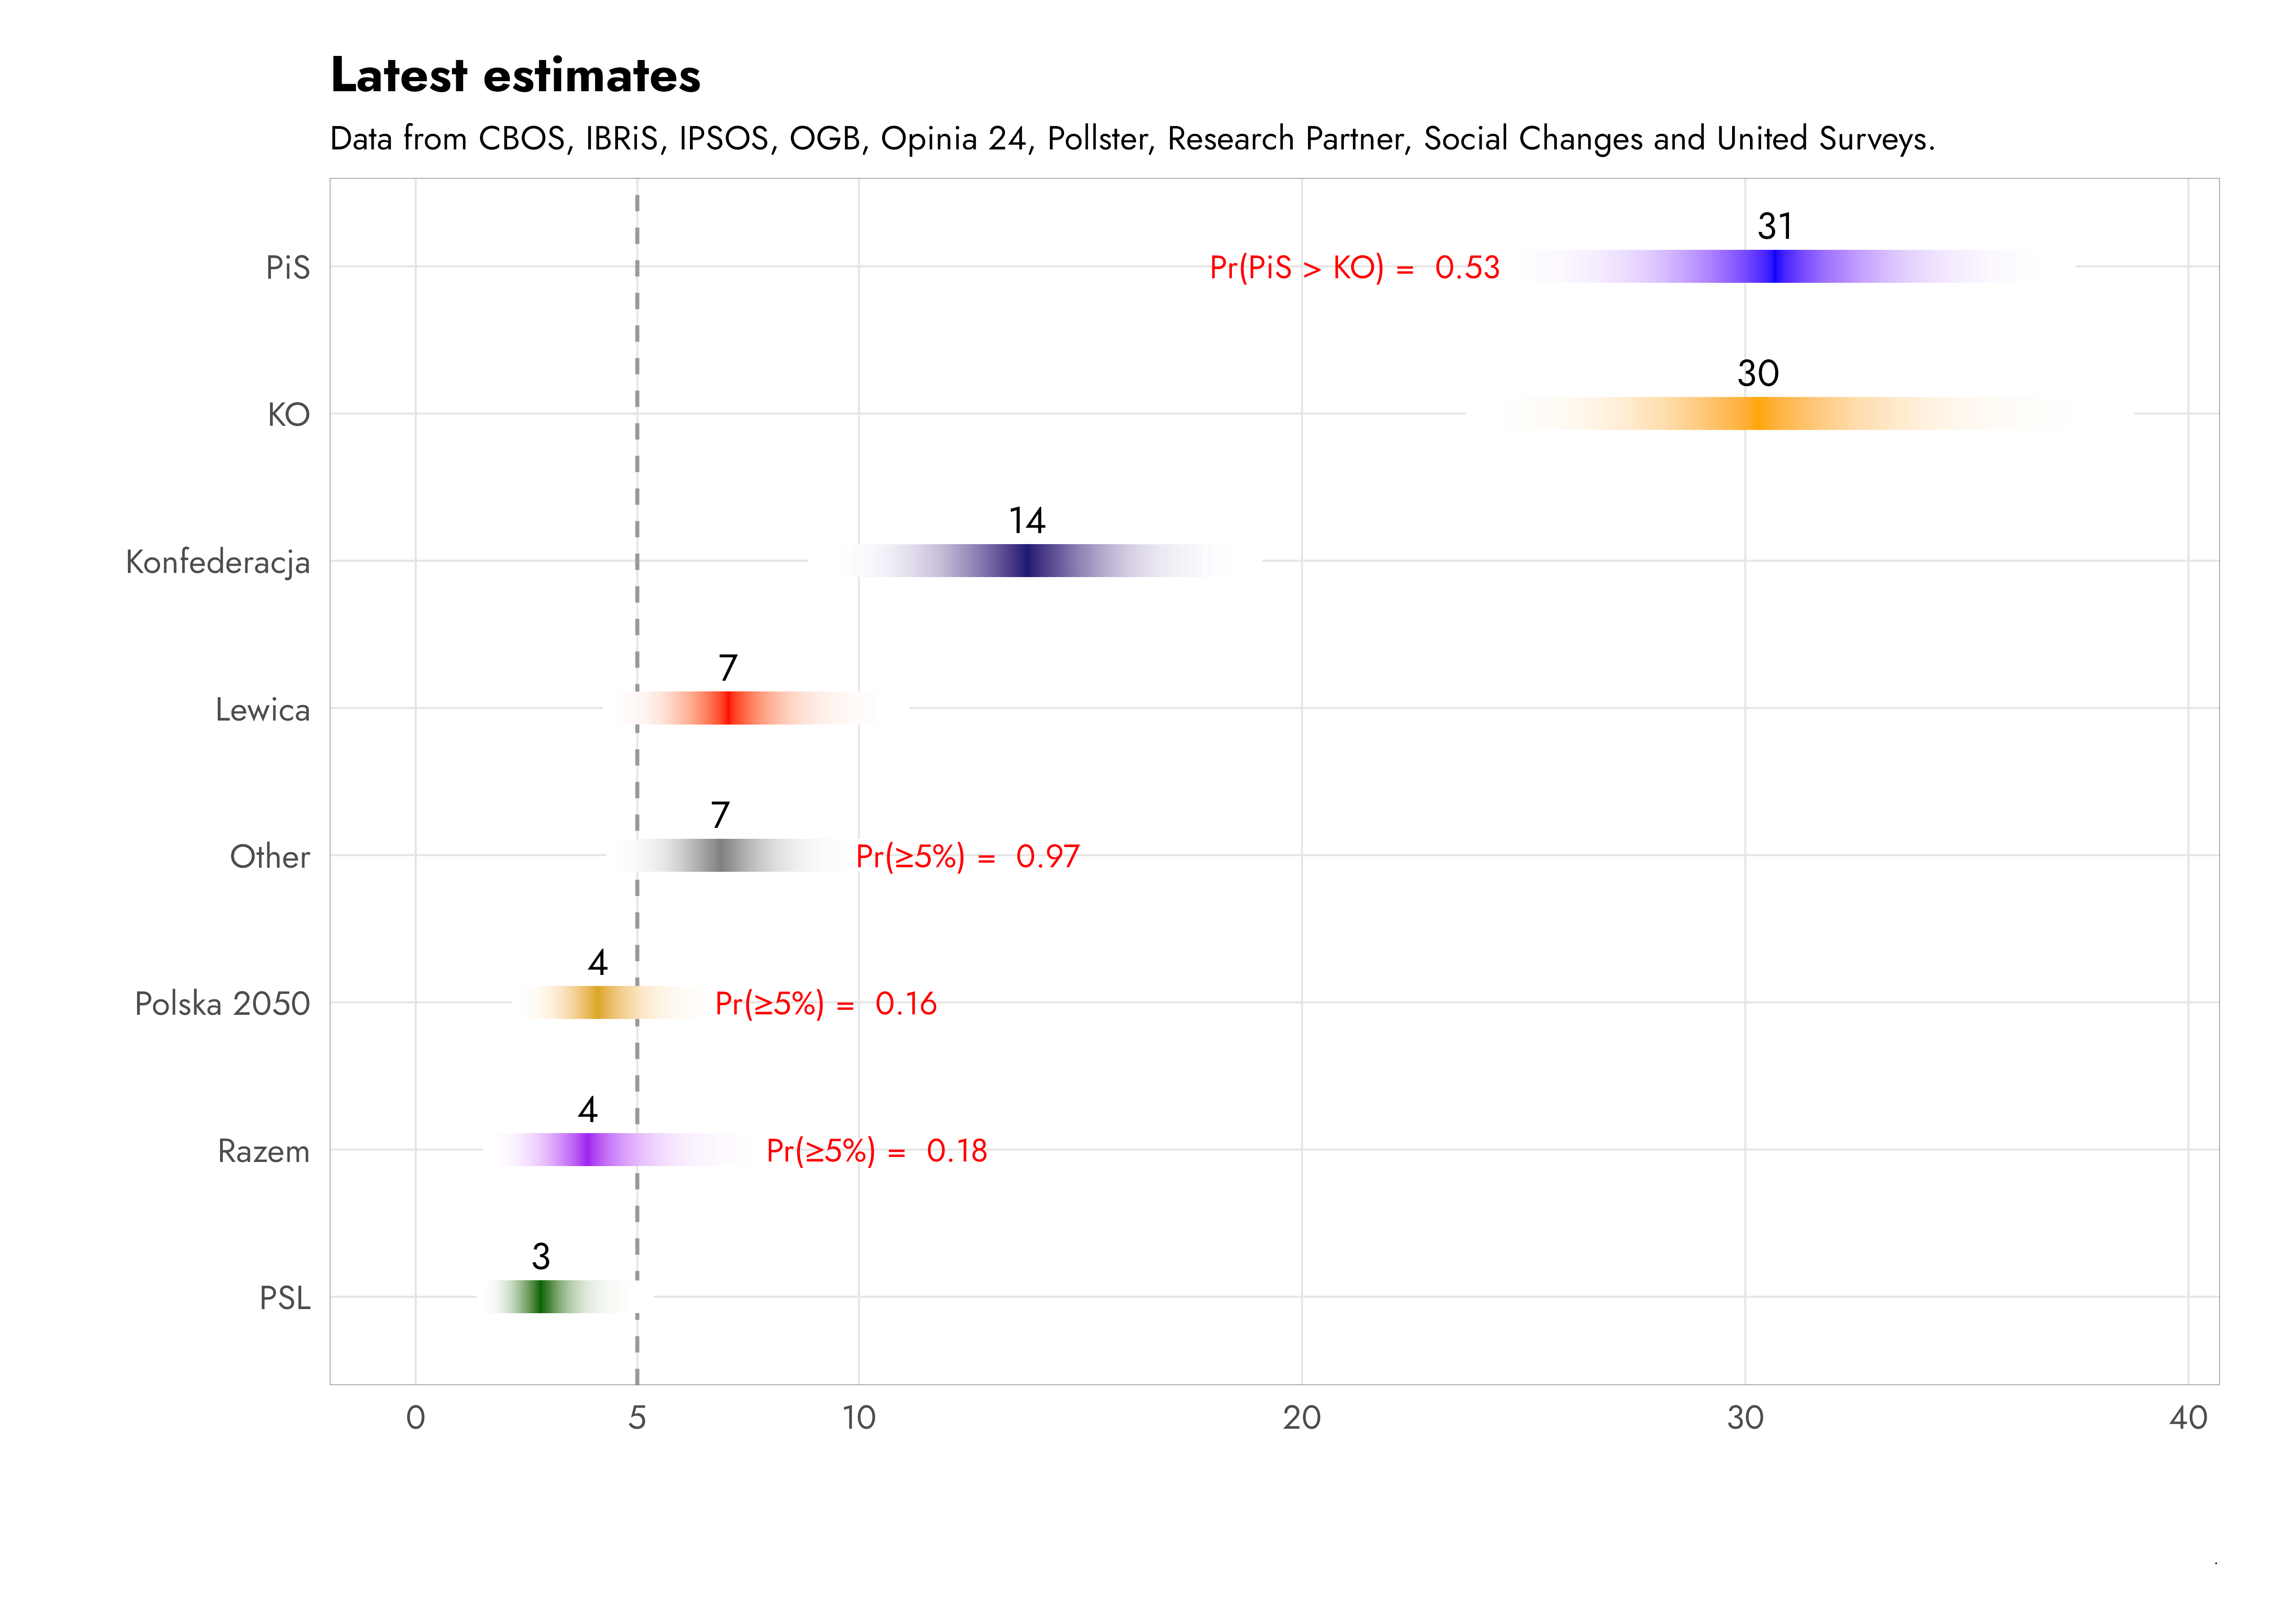 Latest estimates
Data from CBOS, IBRiS, IPSOS, OGB, Opinia 24, Pollster, Research Partner, Social Changes and United Surveys.
31
PiS
Pr(PiS > KO) = 0.53
30
KO
14
Konfederacja
7
Lewica
7
Other
Pr(≥5%) = 0.97
4
Polska 2050
Pr(≥5%) = 0.16
4
Razem
Pr(≥5%) = 0.18
3
PSL
0 5 10 20 30 40
.